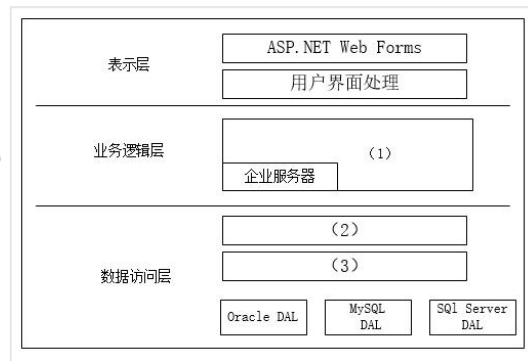 表示层
ASP.NET Web Forms
用户界面处理
业务逻辑层
(1)
企业服务器
数据访问层
(2)
(3)
Oracle DAL
MySQL
DAL
SQl Server
DAL